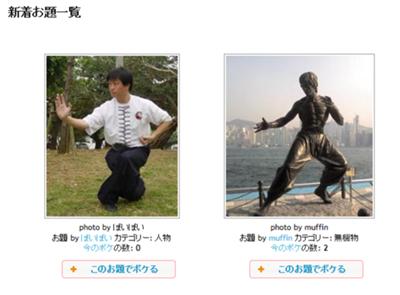 新着お題一覧
photo by ぱいぱい
お題 by ぱいぱい カテゴリー: 人物
今のボケの数: 0
このお題でボケる
photo by muffin
お題 by muffin カテゴリー: 無機物
今のボケの数: 2
このお題でボケる